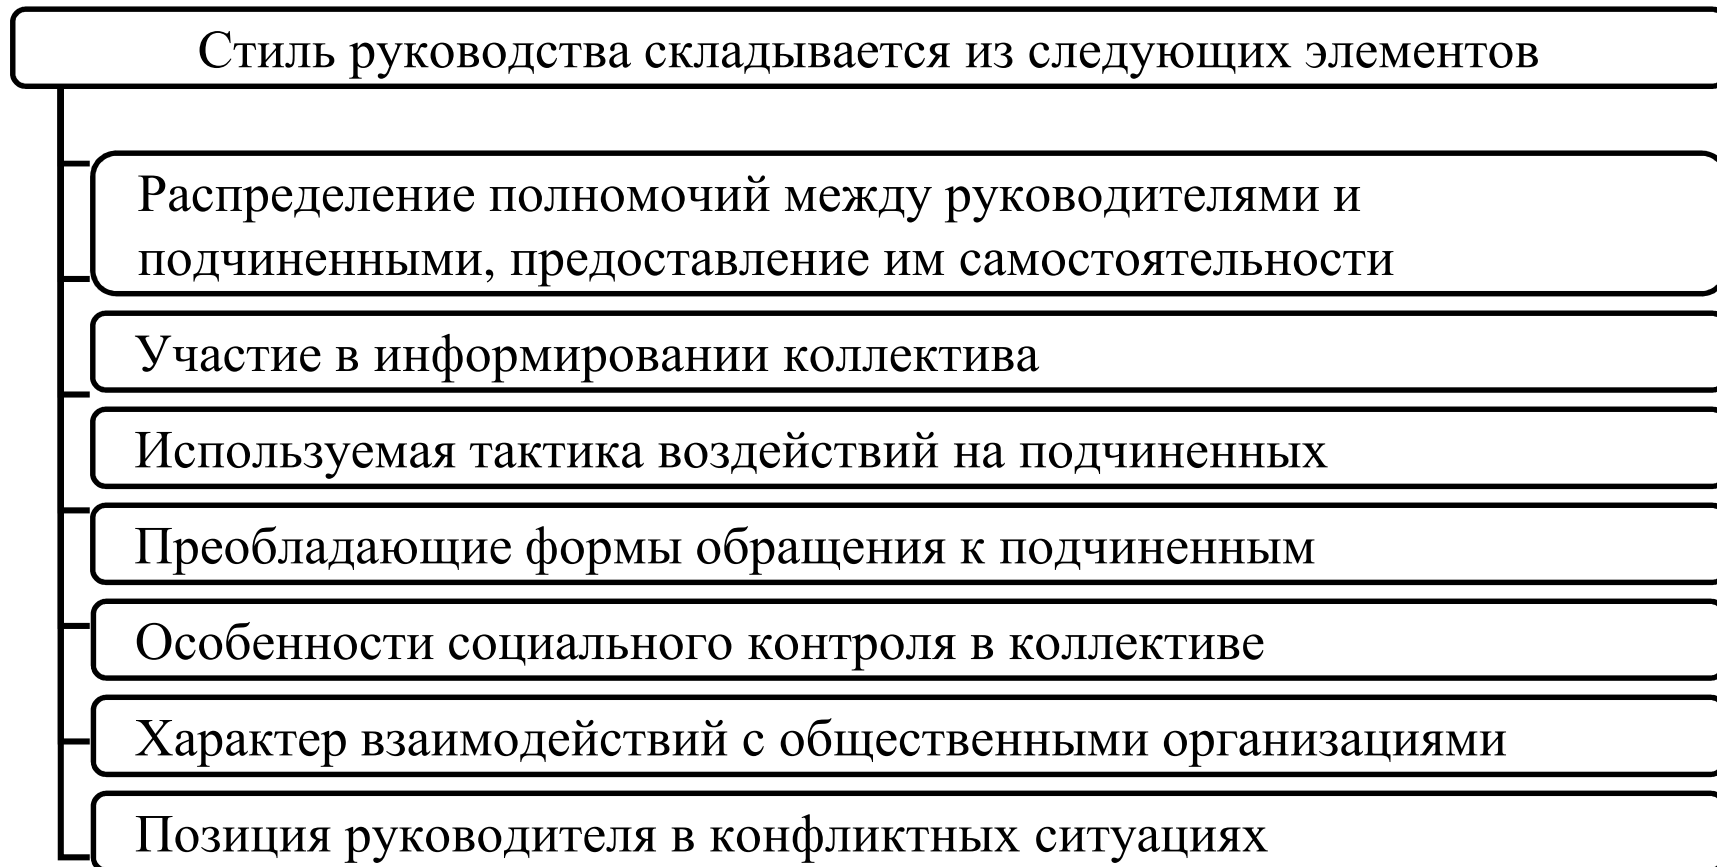 Стиль руководства складывается из следующих элементов
Распределение полномочий между руководителями и
подчиненными, предоставление им самостоятельности
Участие в информировании коллектива
Используемая тактика воздействий на подчиненных
Преобладающие формы обращения к подчиненным
Особенности социального контроля в коллективе
Характер взаимодействий с общественными организациями
Позиция руководителя в конфликтных ситуациях